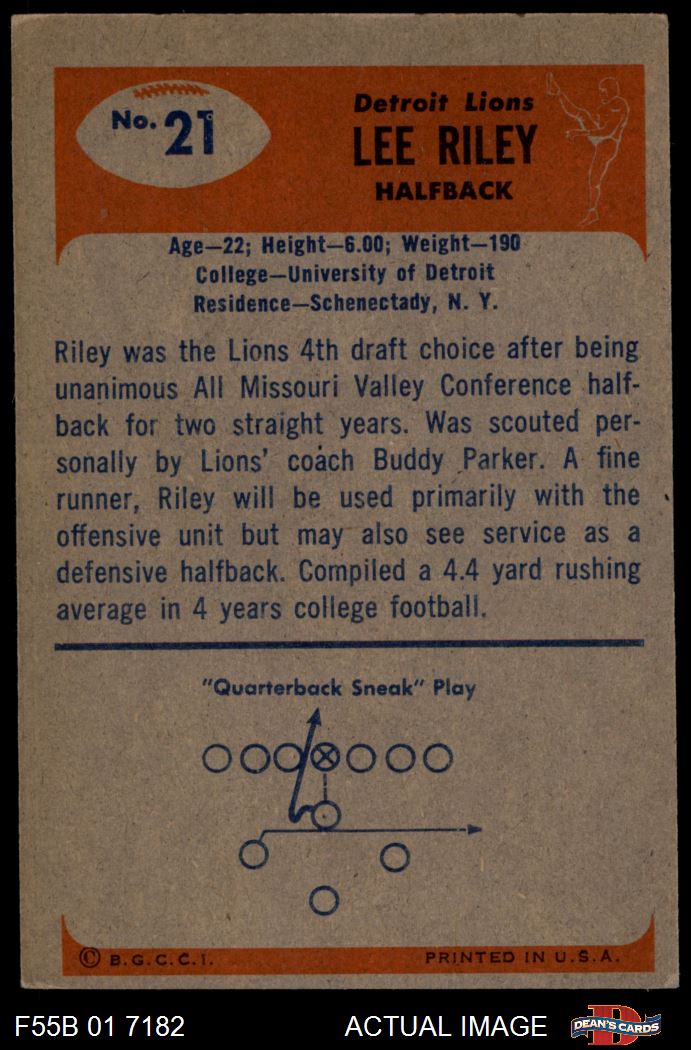 No. 21
Detroit Lions
LEE RILEY
HALFBACK
Age—22; Height—6.00; Weight—190
College—University of Detroit
Residence—Schenectady, N. Y.
Riley was the Lions 4th draft choice after being
unanimous All Missouri Valley Conference half-
back for two straight years. Was scouted per-
sonally by Lions' coach Buddy Parker. A fine
runner, Riley will be used primarily with the
offensive unit but may also see service as a
defensive halfback. Compiled a 4.4 yard rushing
average in 4 years college football.
"Quarterback Sneak" Play
© B.G.C.C.I. PRINTED IN U.S.A.
F55B 01 7182 ACTUAL IMAGE
D
DEAN'S CARDS